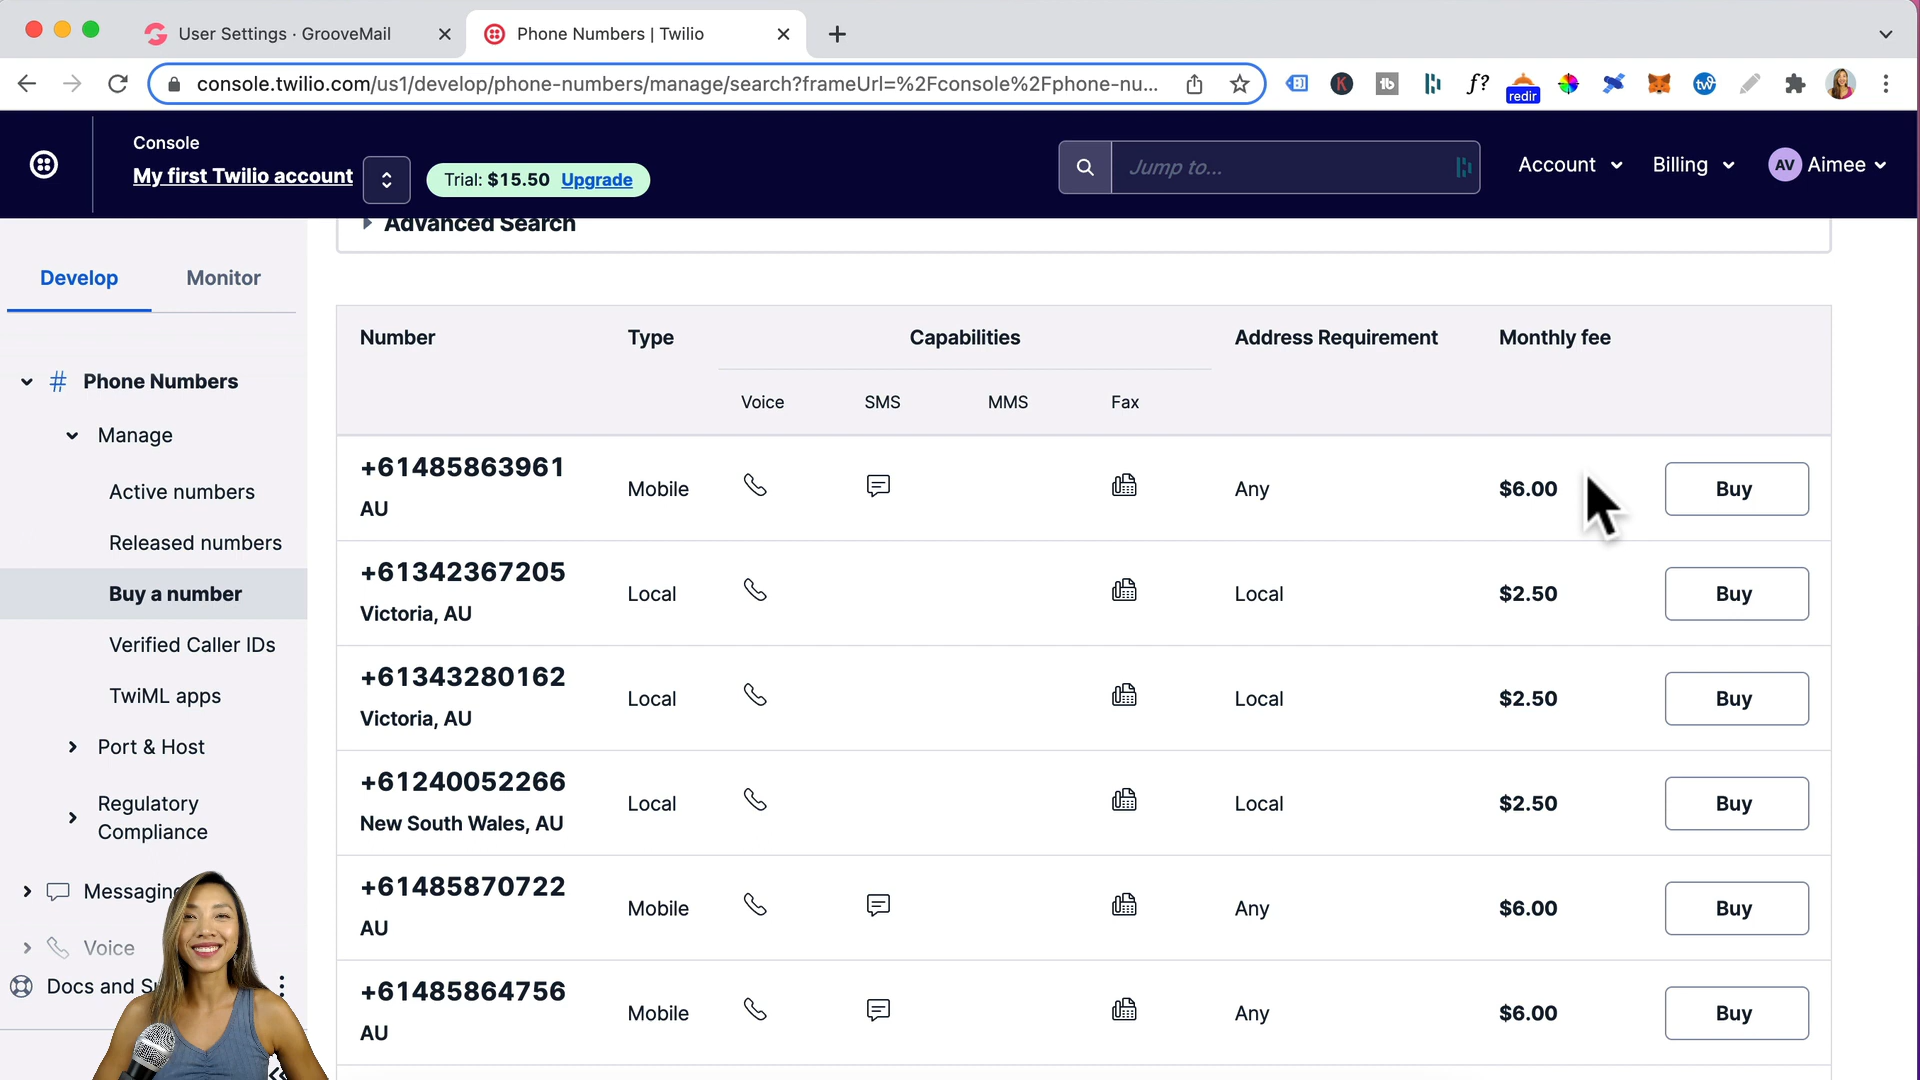 User Settings · GrooveMail
Phone Numbers | Twilio
console.twilio.com/us1/develop/phone-numbers/manage/search?frameUrl=%2Fconsole%2Fphone-nu...
K
f?
redir
tw
Console
My first Twilio account
Trial: $15.50 Upgrade
Jump to...
Account
Billing
AV Aimee
Advanced Search
Develop
Monitor
# Phone Numbers
Manage
Active numbers
Released numbers
Buy a number
Verified Caller IDs
TwiML apps
Port & Host
Regulatory
Compliance
Messaging
Voice
Docs and Su
Number Type Capabilities Address Requirement Monthly fee
Voice SMS MMS Fax
+61485863961
AU
Mobile Any $6.00 Buy
+61342367205
Victoria, AU
Local Local $2.50 Buy
+61343280162
Victoria, AU
Local Local $2.50 Buy
+61240052266
New South Wales, AU
Local Local $2.50 Buy
+61485870722
AU
Mobile Any $6.00 Buy
+61485864756
AU
Mobile Any $6.00 Buy